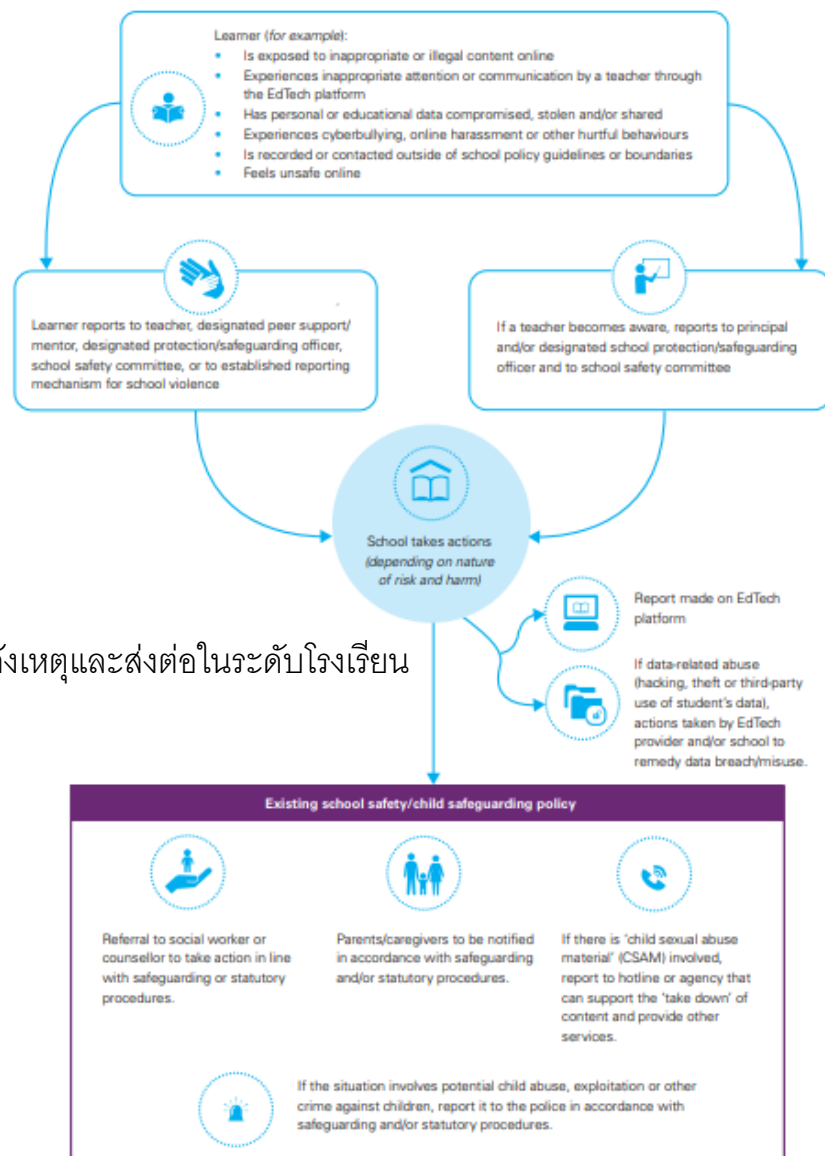 Learner (for example):
• Is exposed to inappropriate or illegal content online
• Experiences inappropriate attention or communication by a teacher through
the EdTech platform
• Has personal or educational data compromised, stolen and/or shared
• Experiences cyberbullying, online harassment or other hurtful behaviours
• Is recorded or contacted outside of school policy guidelines or boundaries
• Feels unsafe online
Learner reports to teacher, designated peer support/
mentor, designated protection/safeguarding officer,
school safety committee, or to established reporting
mechanism for school violence
If a teacher becomes aware, reports to principal
and/or designated school protection/safeguarding
officer and to school safety committee
School takes actions
(depending on nature
of risk and harm)
Report made on EdTech
platform
If data-related abuse
(hacking, theft or third-party
use of student's data),
actions taken by EdTech
provider and/or school to
remedy data breach/misuse.
เหตุและส่งต่อในระดับโรงเรียน
Existing school safety/child safeguarding policy
Referral to social worker or
counsellor to take action in line
with safeguarding or statutory
procedures.
Parents/caregivers to be notified
in accordance with safeguarding
and/or statutory procedures.
If there is 'child sexual abuse
material' (CSAM) involved,
report to hotline or agency that
can support the 'take down' of
content and provide other
services.
If the situation involves potential child abuse, exploitation or other
crime against children, report it to the police in accordance with
safeguarding and/or statutory procedures.